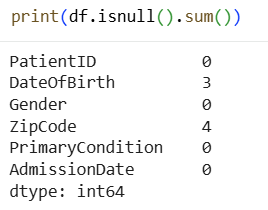 print(df.isnull().sum())
PatientID 0
DateOfBirth 3
Gender 0
ZipCode 4
PrimaryCondition 0
AdmissionDate 0
dtype: int64